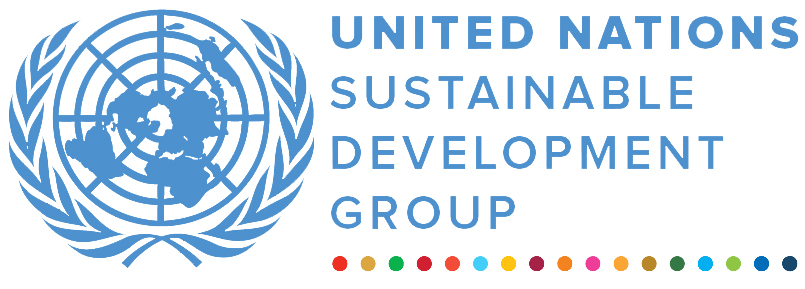 UNITED NATIONS
SUSTAINABLE
DEVELOPMENT
GROUP